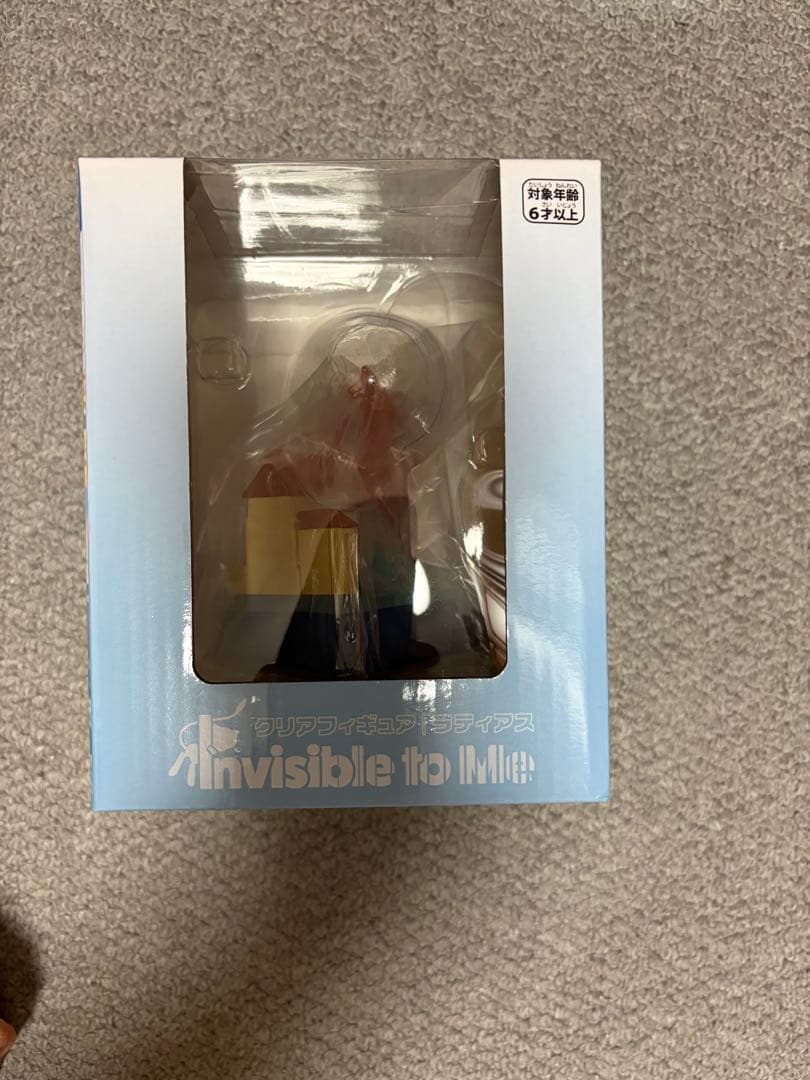 たいしょう ねんれい
対象年齢
さい いじょう
6才以上
クリアフィギュア ラティアス
Invisible to Me